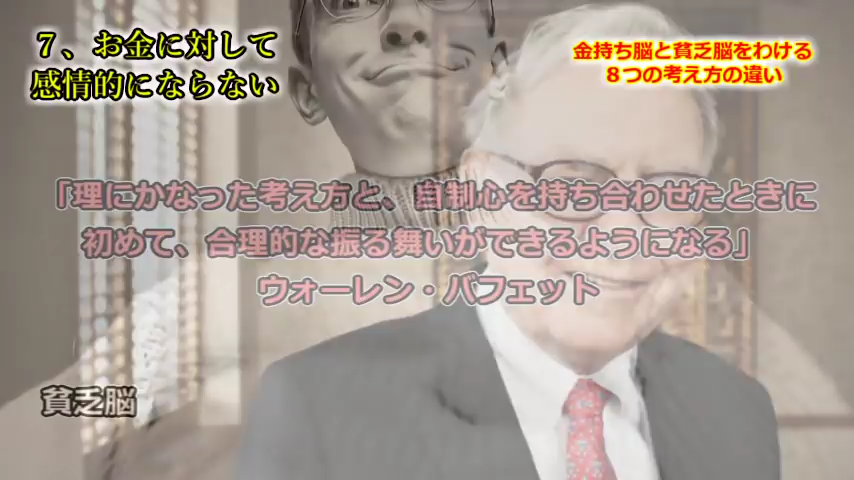 7、お金に対して
感情的にならない
金持ち脳と貧乏脳をわける
8つの考え方の違い
「理にかなった考え方と、自制心を持ち合わせたときに
初めて、合理的な振る舞いができるようになる」
ウォーレン・バフェット
貧乏脳